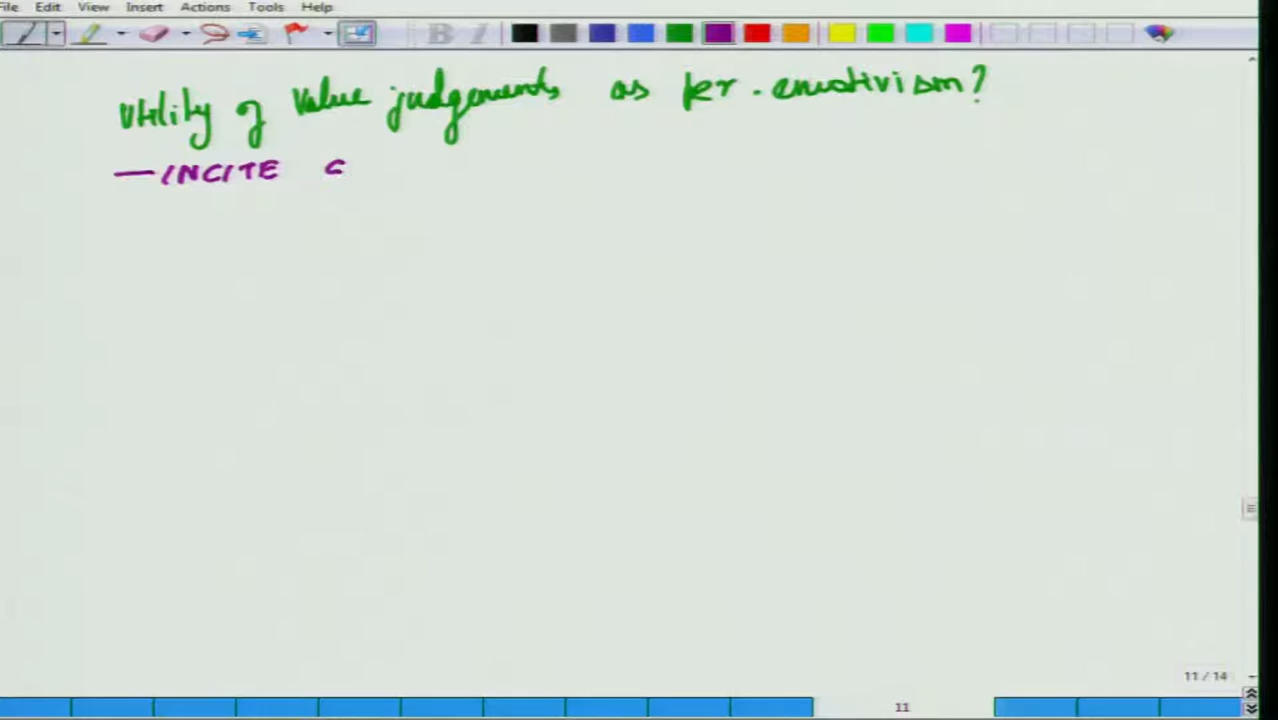 File Edit View Insert Actions Tools Help
Utility of value judgements as per emotivism?
— INCITE C
11 / 14
11